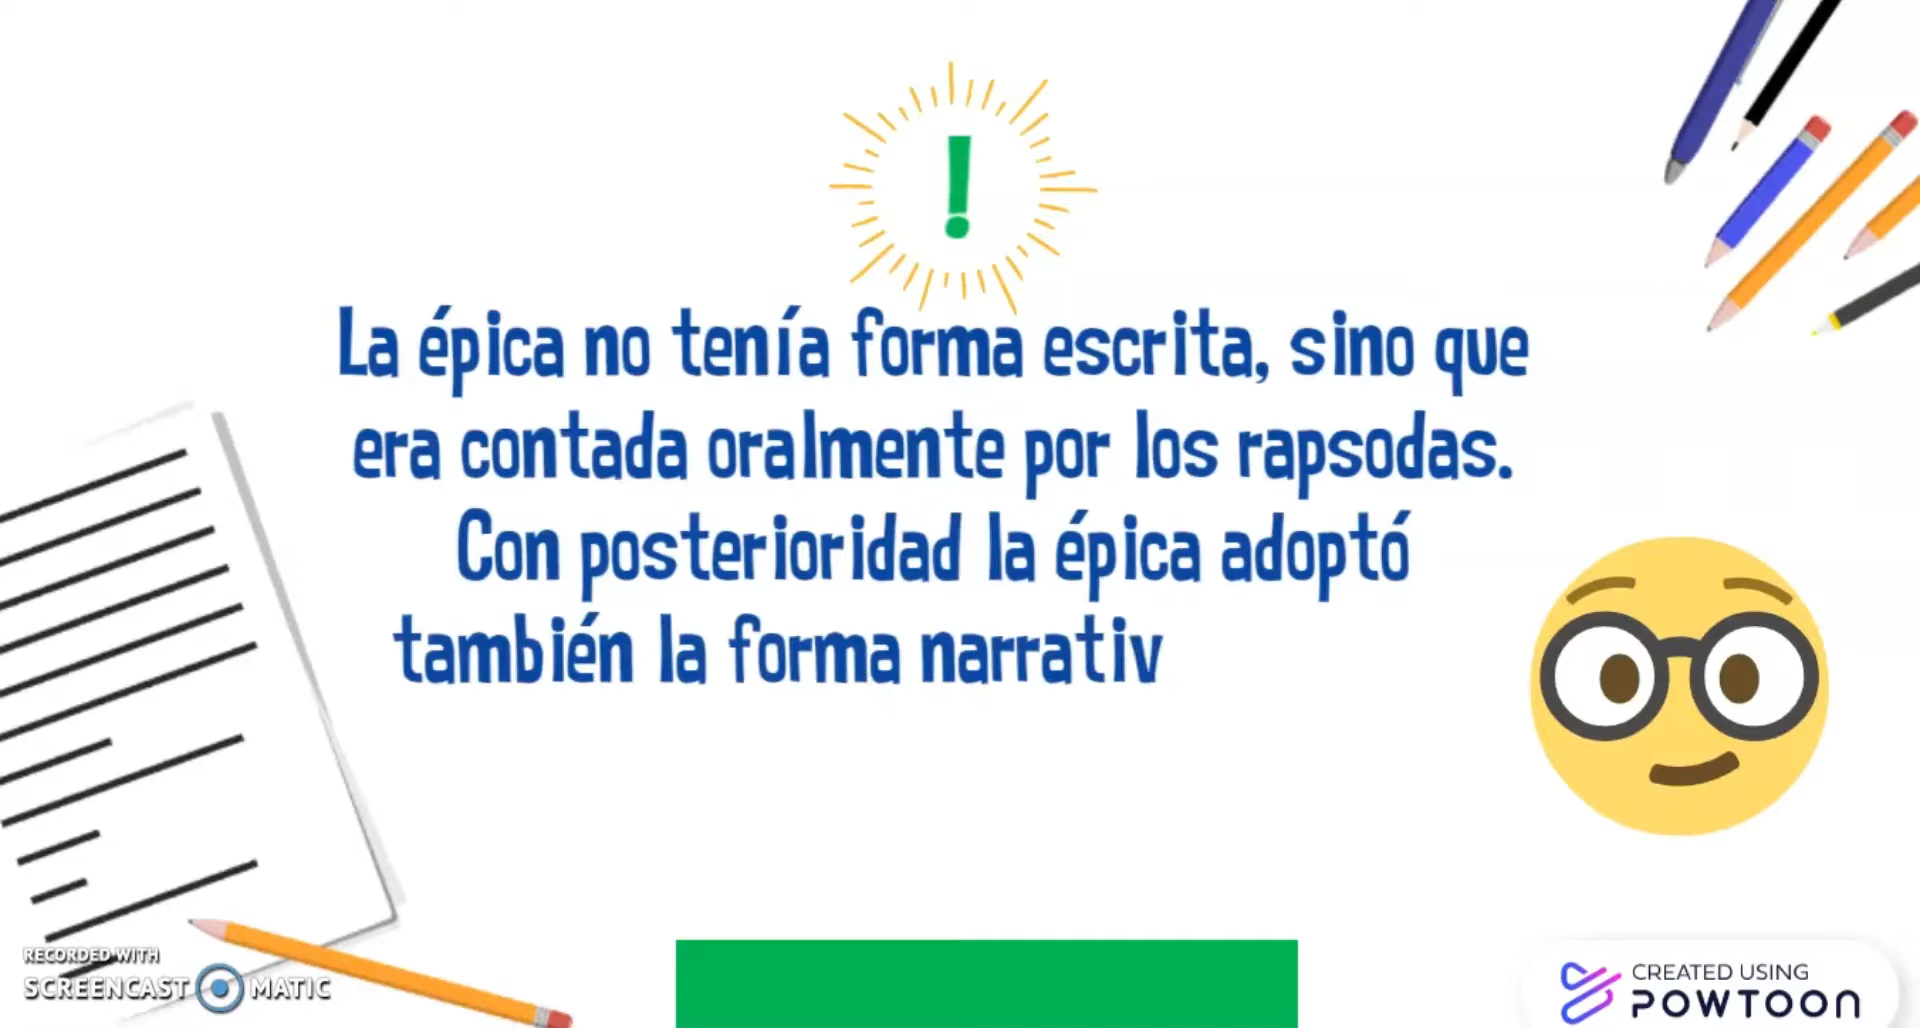 !
La épica no tenía forma escrita, sino que
era contada oralmente por los rapsodas.
Con posterioridad la épica adoptó
también la forma narrativ
RECORDED WITH
SCREENCAST MATIC
CREATED USING
POWTOON